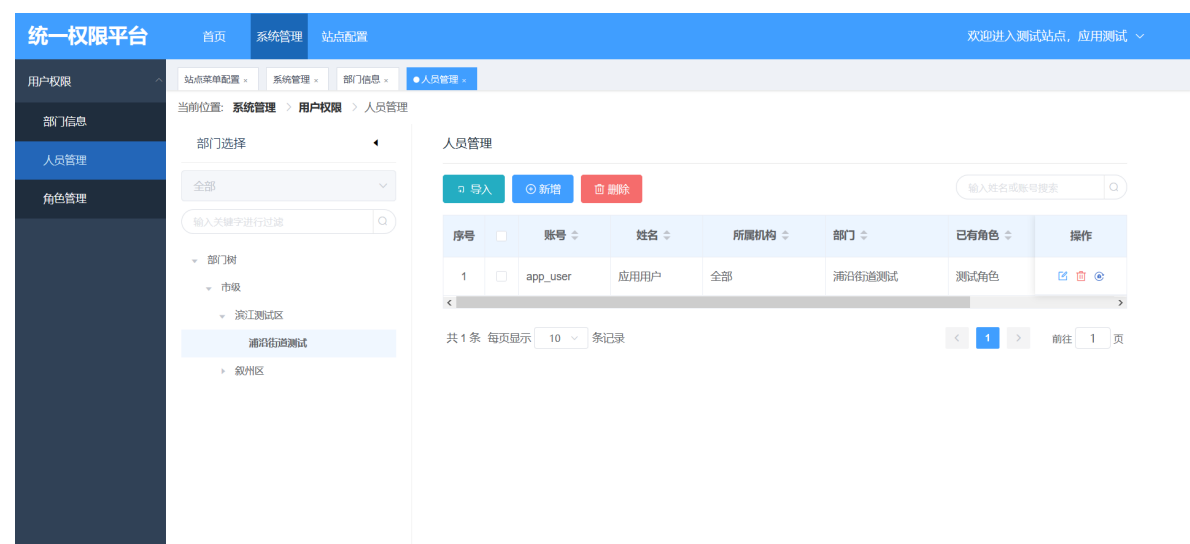 统一权限平台 首页 系统管理 站点配置 欢迎进入测试站点，应用测试
用户权限
部门信息
人员管理
角色管理
站点菜单配置 × 系统管理 × 部门信息 × 人员管理 ×
当前位置: 系统管理 > 用户权限 > 人员管理
部门选择
全部
输入关键字进行过滤
部门树
市级
滨江测试区
浦沿街道测试
叙州区
人员管理
导入 新增 删除 输入姓名或账号搜索
序号 账号 姓名 所属机构 部门 已有角色 操作
1 app_user 应用用户 全部 浦沿街道测试 测试角色
共 1 条 每页显示 10 条记录 < 1 > 前往 1 页